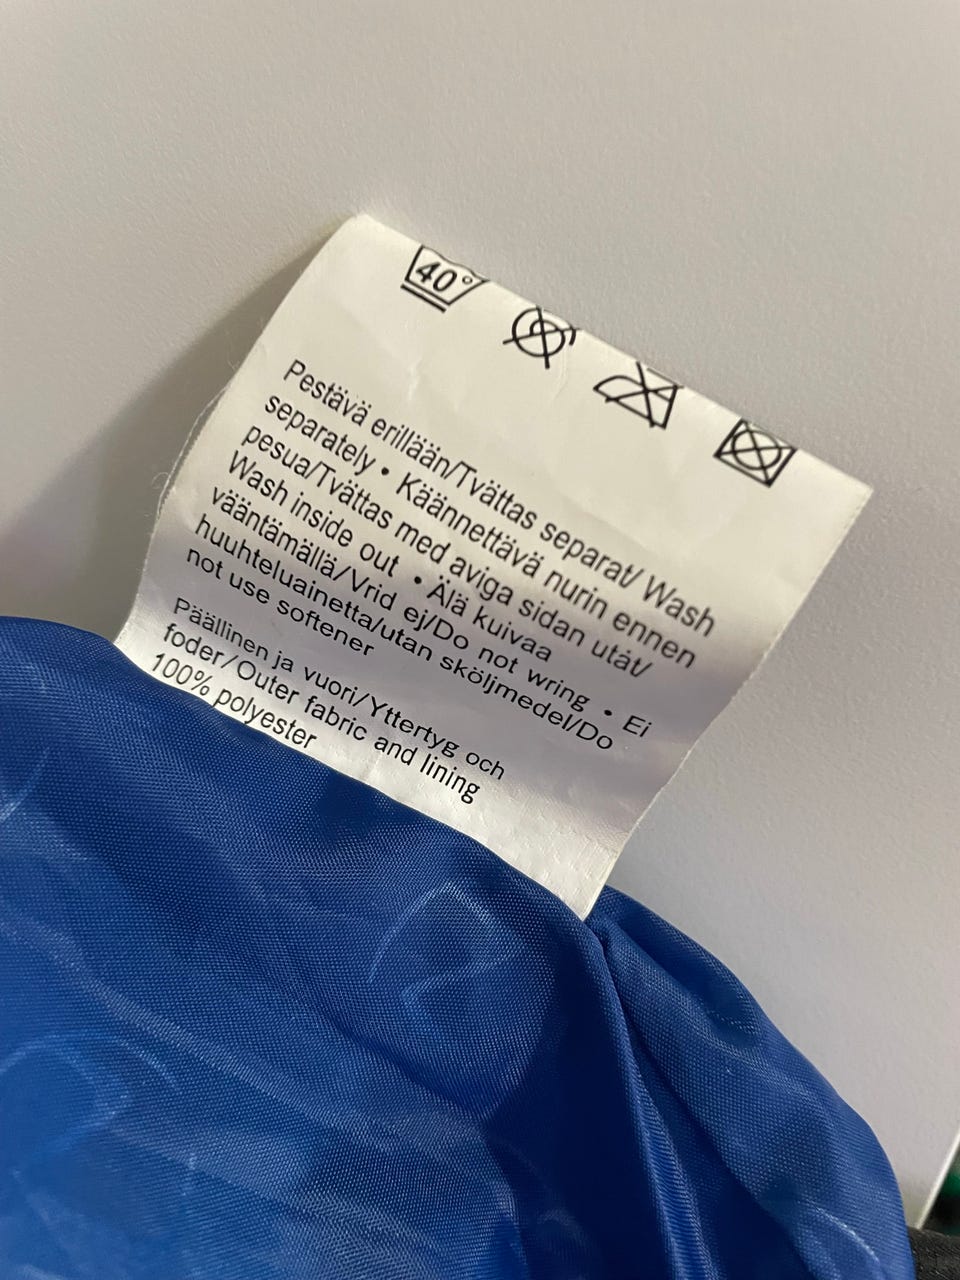 40°
Pestävä erillään/Tvättas separat/ Wash
separately • Käännettävä nurin ennen
pesua/Tvättas med aviga sidan utåt/
Wash inside out • Älä kuivaa
vääntämällä/Vrid ej/Do not wring • Ei
huuhteluainetta/utan sköljmedel/Do
not use softener
Päällinen ja vuori/Yttertyg och
foder/Outer fabric and lining
100% polyester